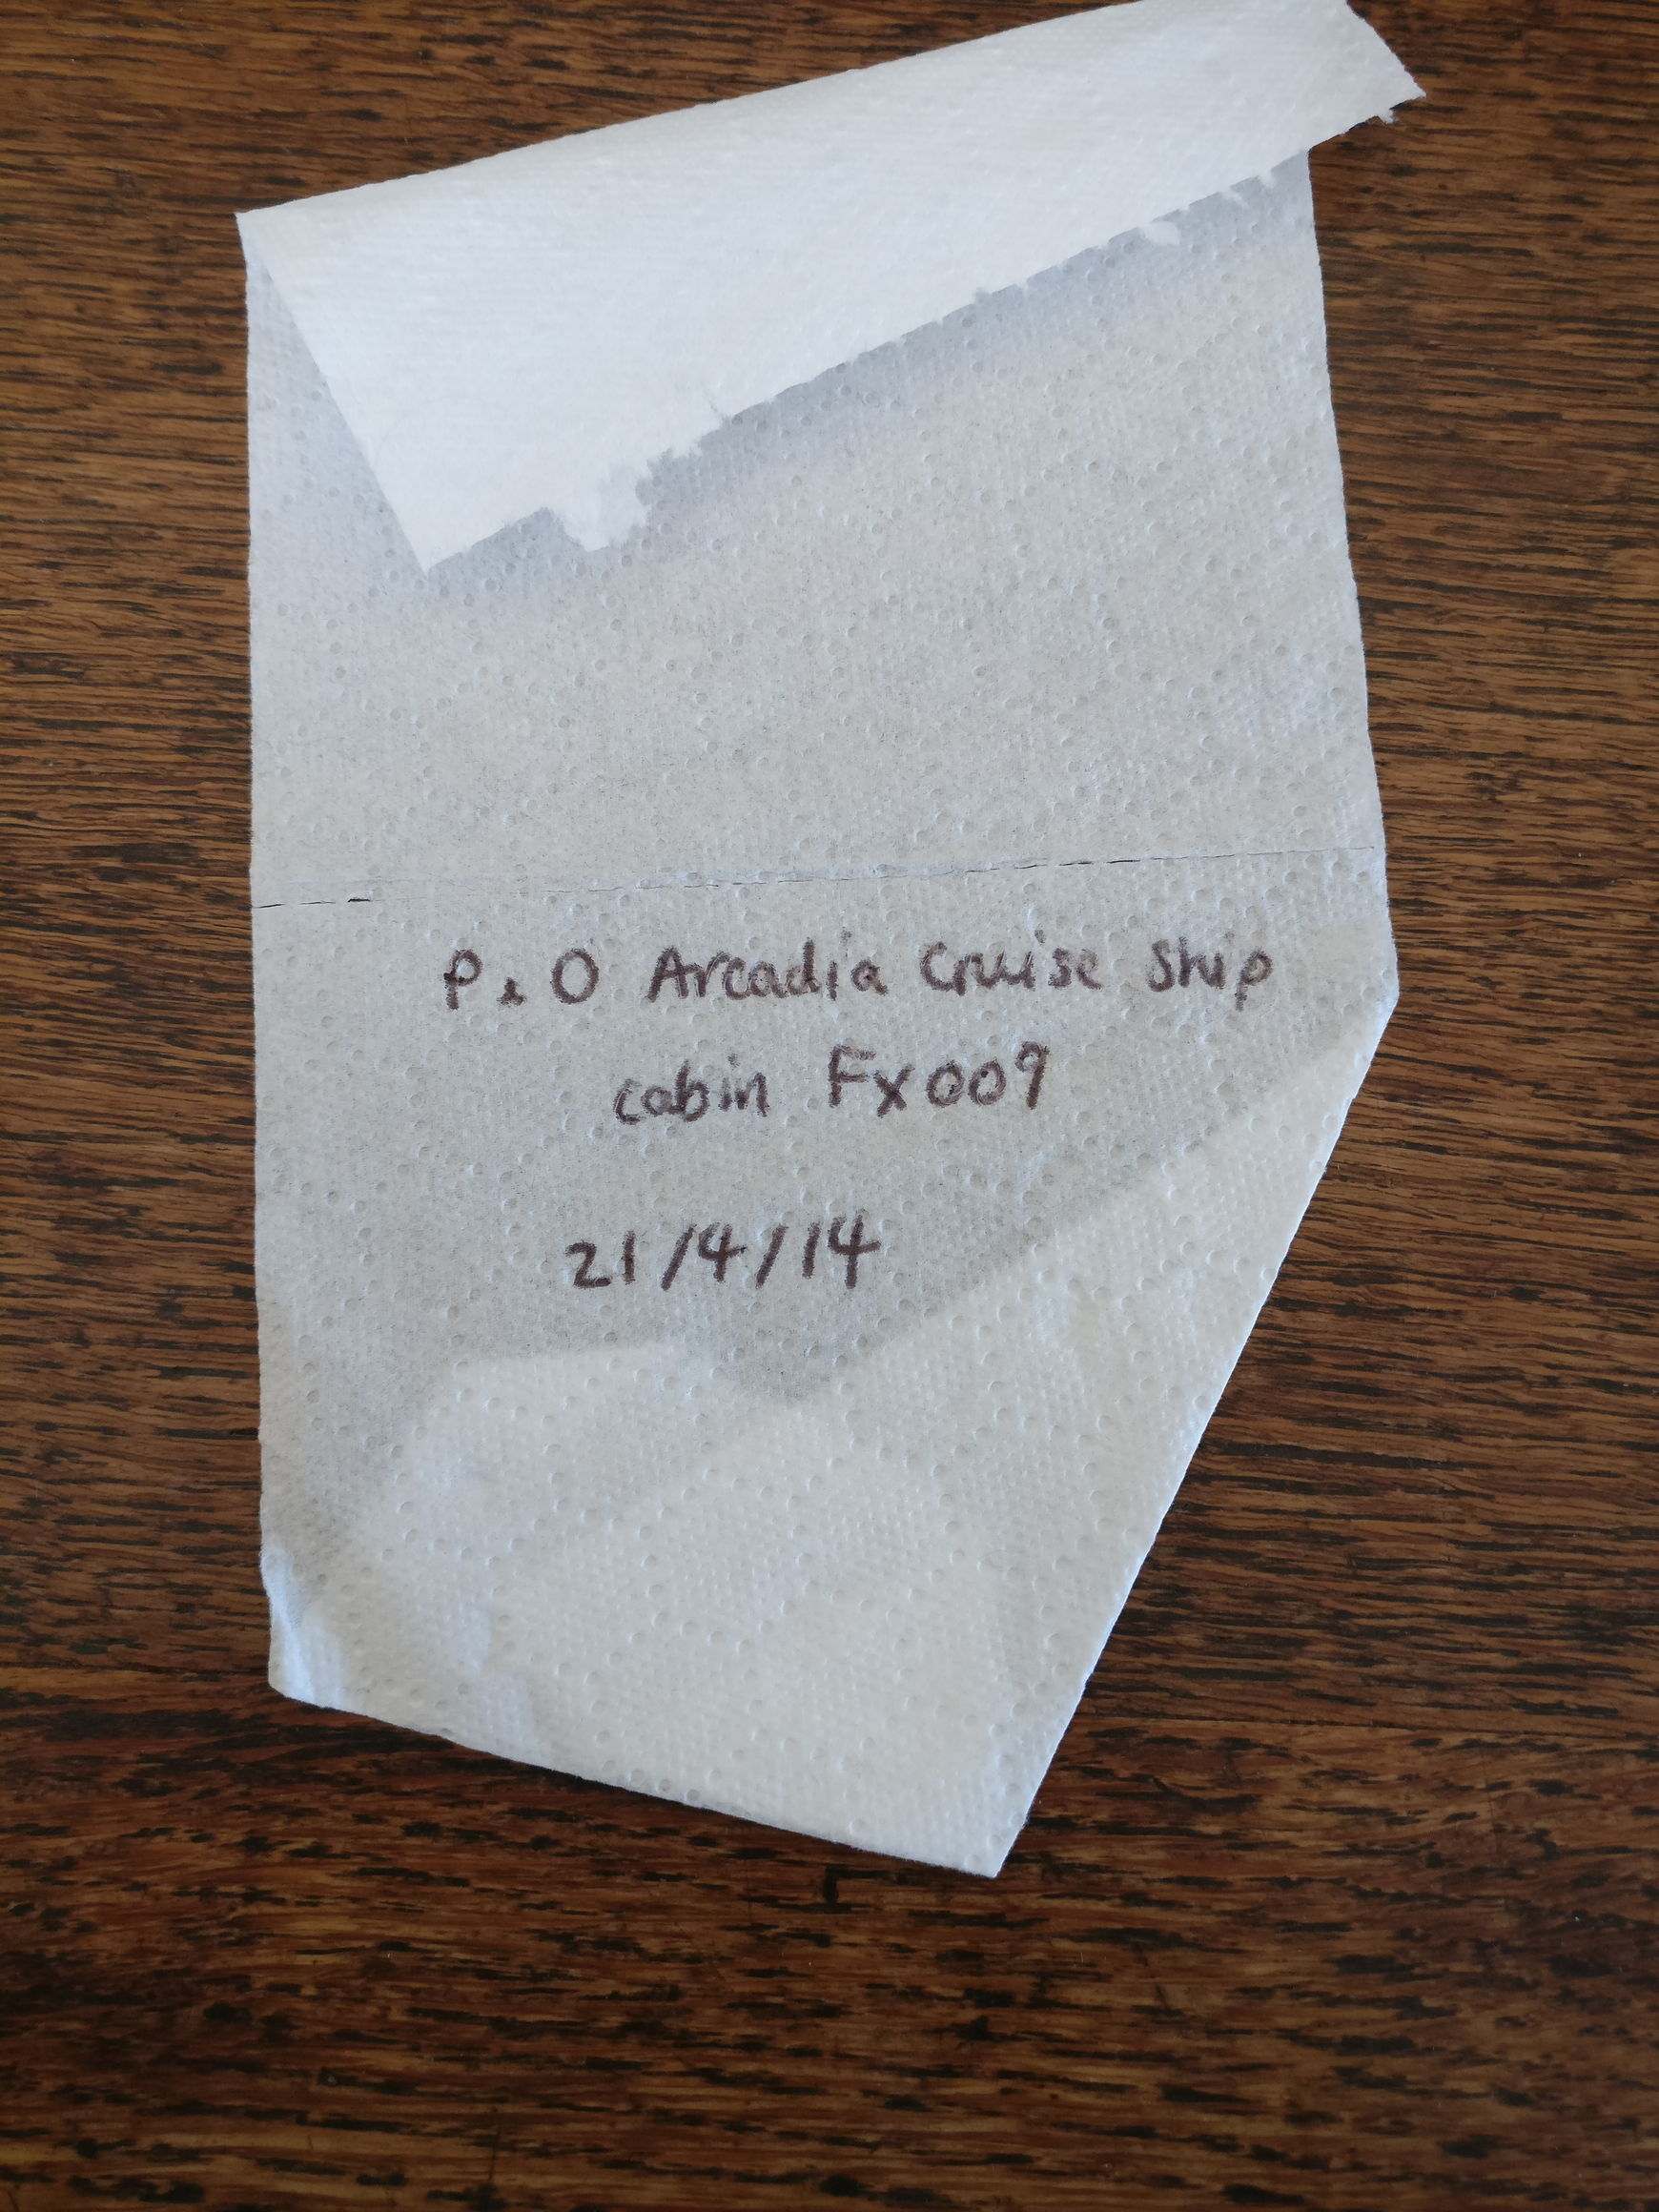 P & O Arcadia Cruise Ship
cabin Fx009
21/4/14